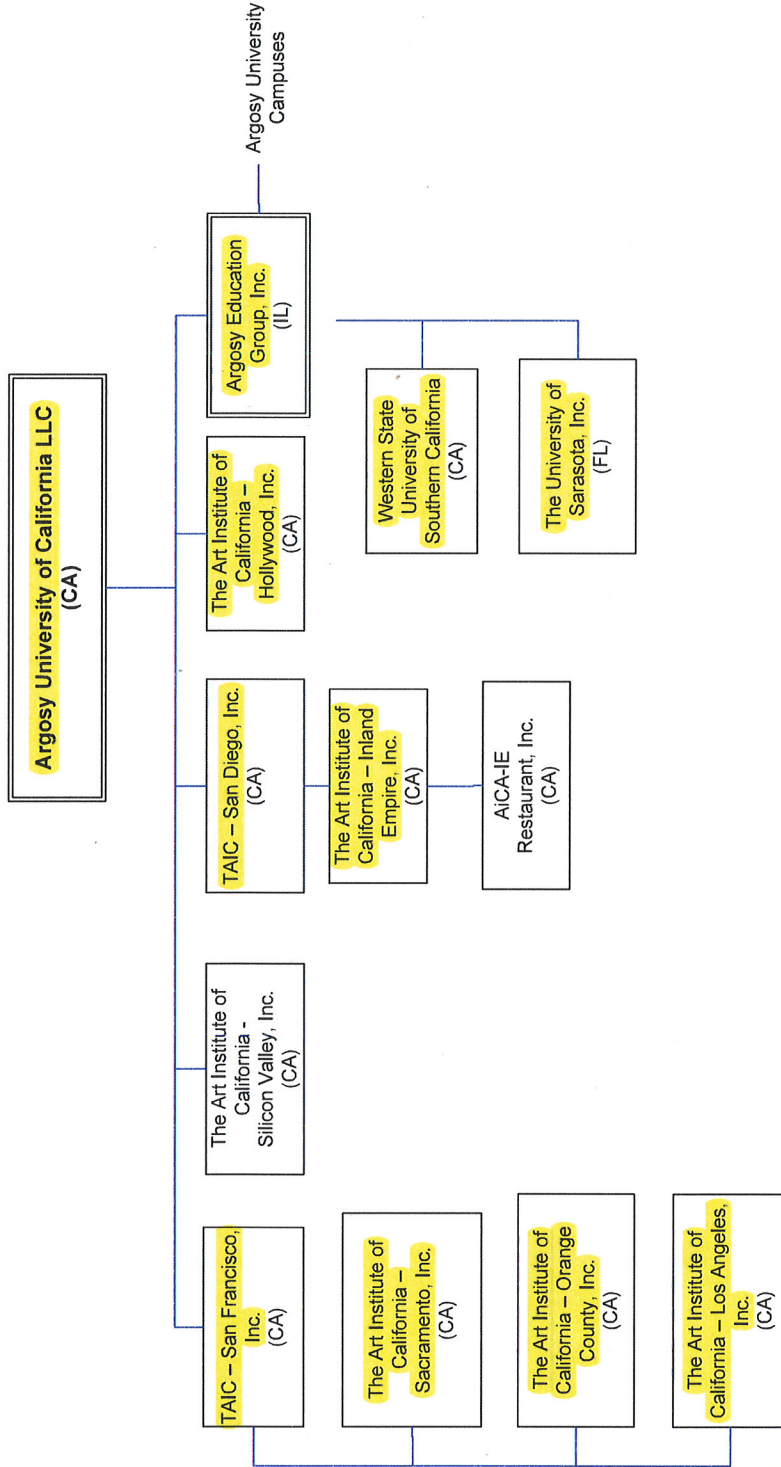 Argosy University of California LLC
(CA)
TAIC – San Francisco,
Inc.
(CA)
The Art Institute of
California -
Silicon Valley, Inc.
(CA)
TAIC – San Diego, Inc.
(CA)
The Art Institute of
California –
Hollywood, Inc.
(CA)
Argosy Education
Group, Inc.
(IL)
Argosy University
Campuses
The Art Institute of
California –
Sacramento, Inc.
(CA)
The Art Institute of
California – Inland
Empire, Inc.
(CA)
Western State
University of
Southern California
(CA)
The Art Institute of
California – Orange
County, Inc.
(CA)
AiCA-IE
Restaurant, Inc.
(CA)
The University of
Sarasota, Inc.
(FL)
The Art Institute of
California – Los Angeles,
Inc.
(CA)